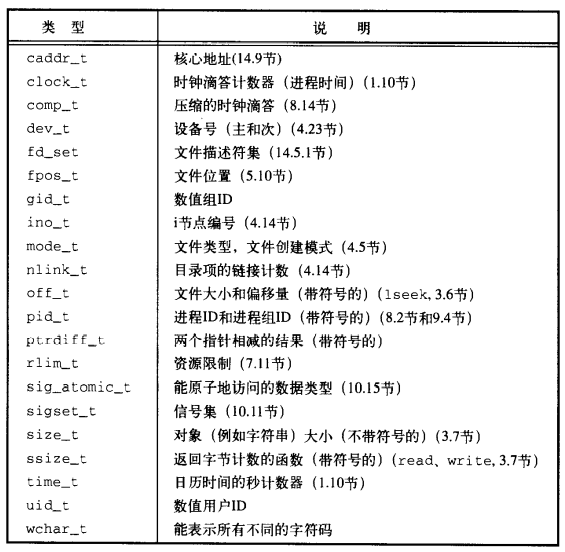 类 型 说 明
caddr_t 核心地址(14.9节)
clock_t 时钟滴答计数器（进程时间）(1.10节)
comp_t 压缩的时钟滴答（8.14节）
dev_t 设备号（主和次）(4.23节)
fd_set 文件描述符集（14.5.1节）
fpos_t 文件位置（5.10节）
gid_t 数值组ID
ino_t i节点编号（4.14节）
mode_t 文件类型，文件创建模式（4.5节）
nlink_t 目录项的链接计数（4.14节）
off_t 文件大小和偏移量（带符号的）(lseek, 3.6节)
pid_t 进程ID和进程组ID（带符号的）(8.2节和9.4节)
ptrdiff_t 两个指针相减的结果（带符号的）
rlim_t 资源限制（7.11节）
sig_atomic_t 能原子地访问的数据类型（10.15节）
sigset_t 信号集（10.11节）
size_t 对象（例如字符串）大小（不带符号的）(3.7节)
ssize_t 返回字节计数的函数（带符号的）(read、write, 3.7节)
time_t 日历时间的秒计数器（1.10节）
uid_t 数值用户ID
wchar_t 能表示所有不同的字符码